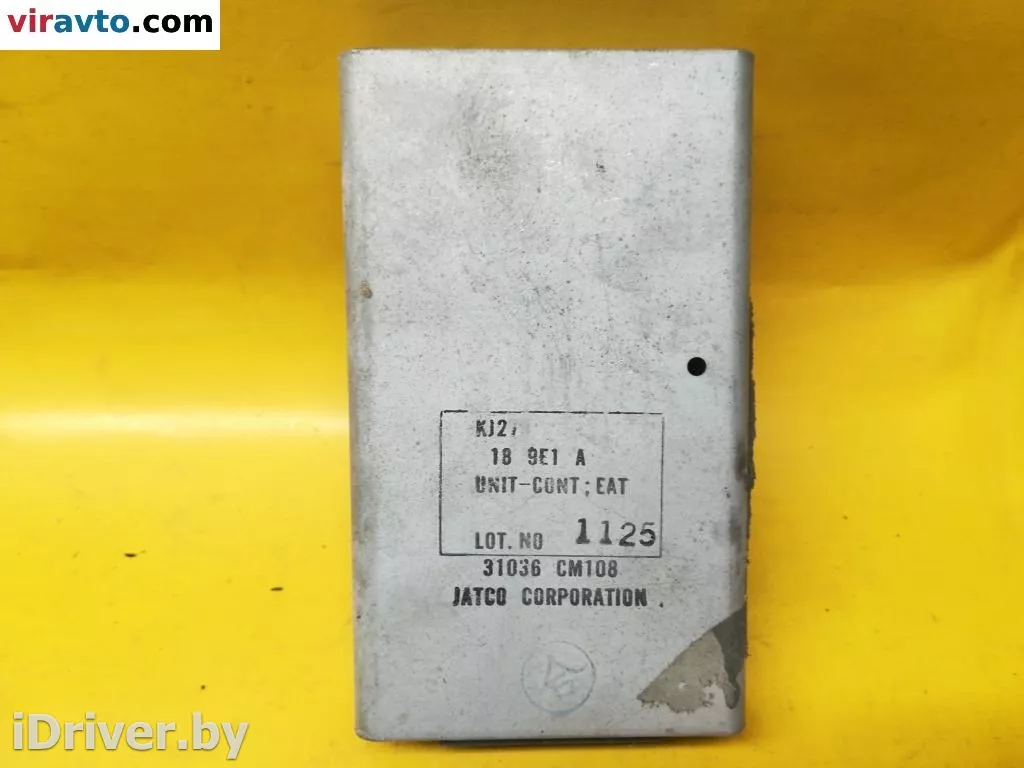 viravto.com
KJ2
18 9E1 A
UNIT-CONT;EAT
LOT.NO 1125
31036 CM108
JATCO CORPORATION.
iDriver.by